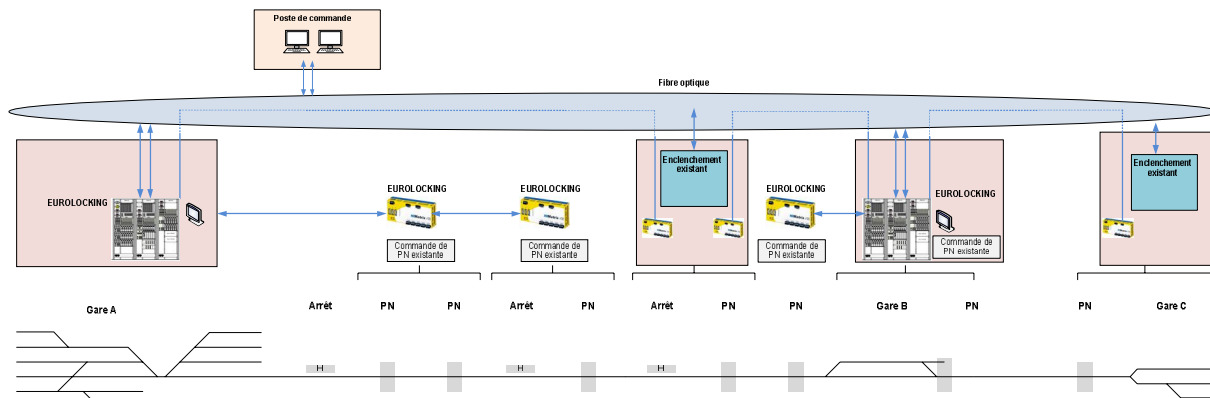 Poste de commande
Fibre optique
Enclenchement
existant
Enclenchement
existant
EUROLOCKING
EUROLOCKING
EUROLOCKING
EUROLOCKING
EUROLOCKING
Commande de
PN existante
Commande de
PN existante
Commande de
PN existante
Commande de
PN existante
Gare A
Arrêt
PN
PN
Arrêt
PN
Arrêt
PN
PN
Gare B
PN
PN
Gare C
H
H
H